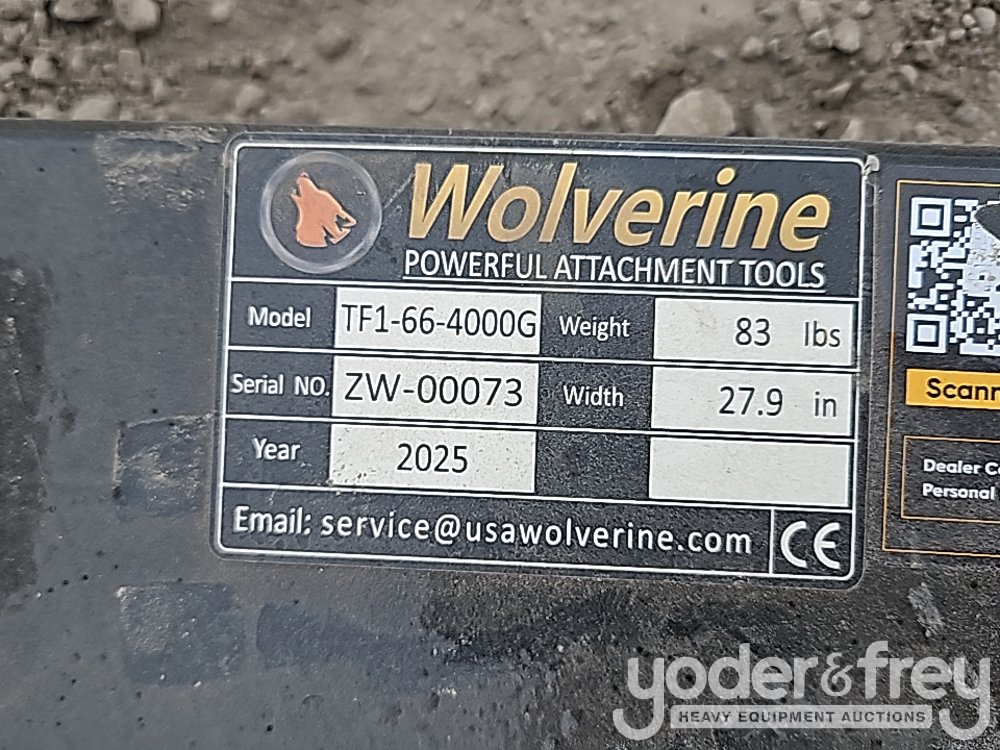 Wolverine
POWERFUL ATTACHMENT TOOLS
Model TF1-66-4000G Weight 83 lbs
Serial NO. ZW-00073 Width 27.9 in
Year 2025
Email: service@usawolverine.com CE
Dealer
Personal
yoder&frey
HEAVY EQUIPMENT AUCTIONS